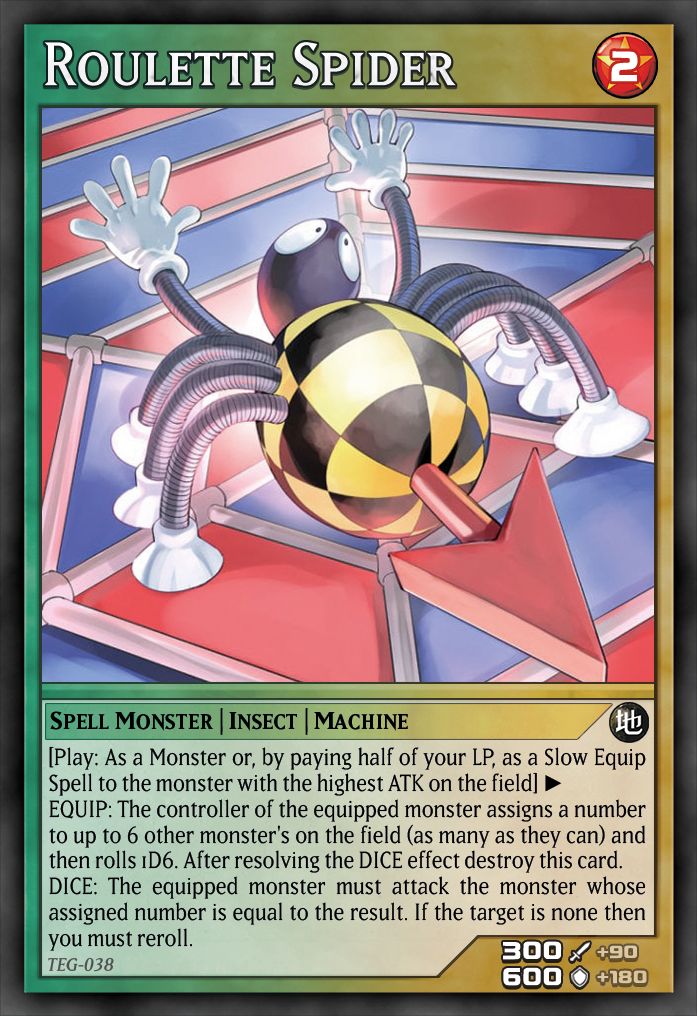 Roulette Spider
2
Spell Monster | Insect | Machine
[Play: As a Monster or, by paying half of your LP, as a Slow Equip
Spell to the monster with the highest ATK on the field] ►
EQUIP: The controller of the equipped monster assigns a number
to up to 6 other monster's on the field (as many as they can) and
then rolls 1D6. After resolving the DICE effect destroy this card.
DICE: The equipped monster must attack the monster whose
assigned number is equal to the result. If the target is none then
you must reroll.
TEG-038
300 +90
600 +180